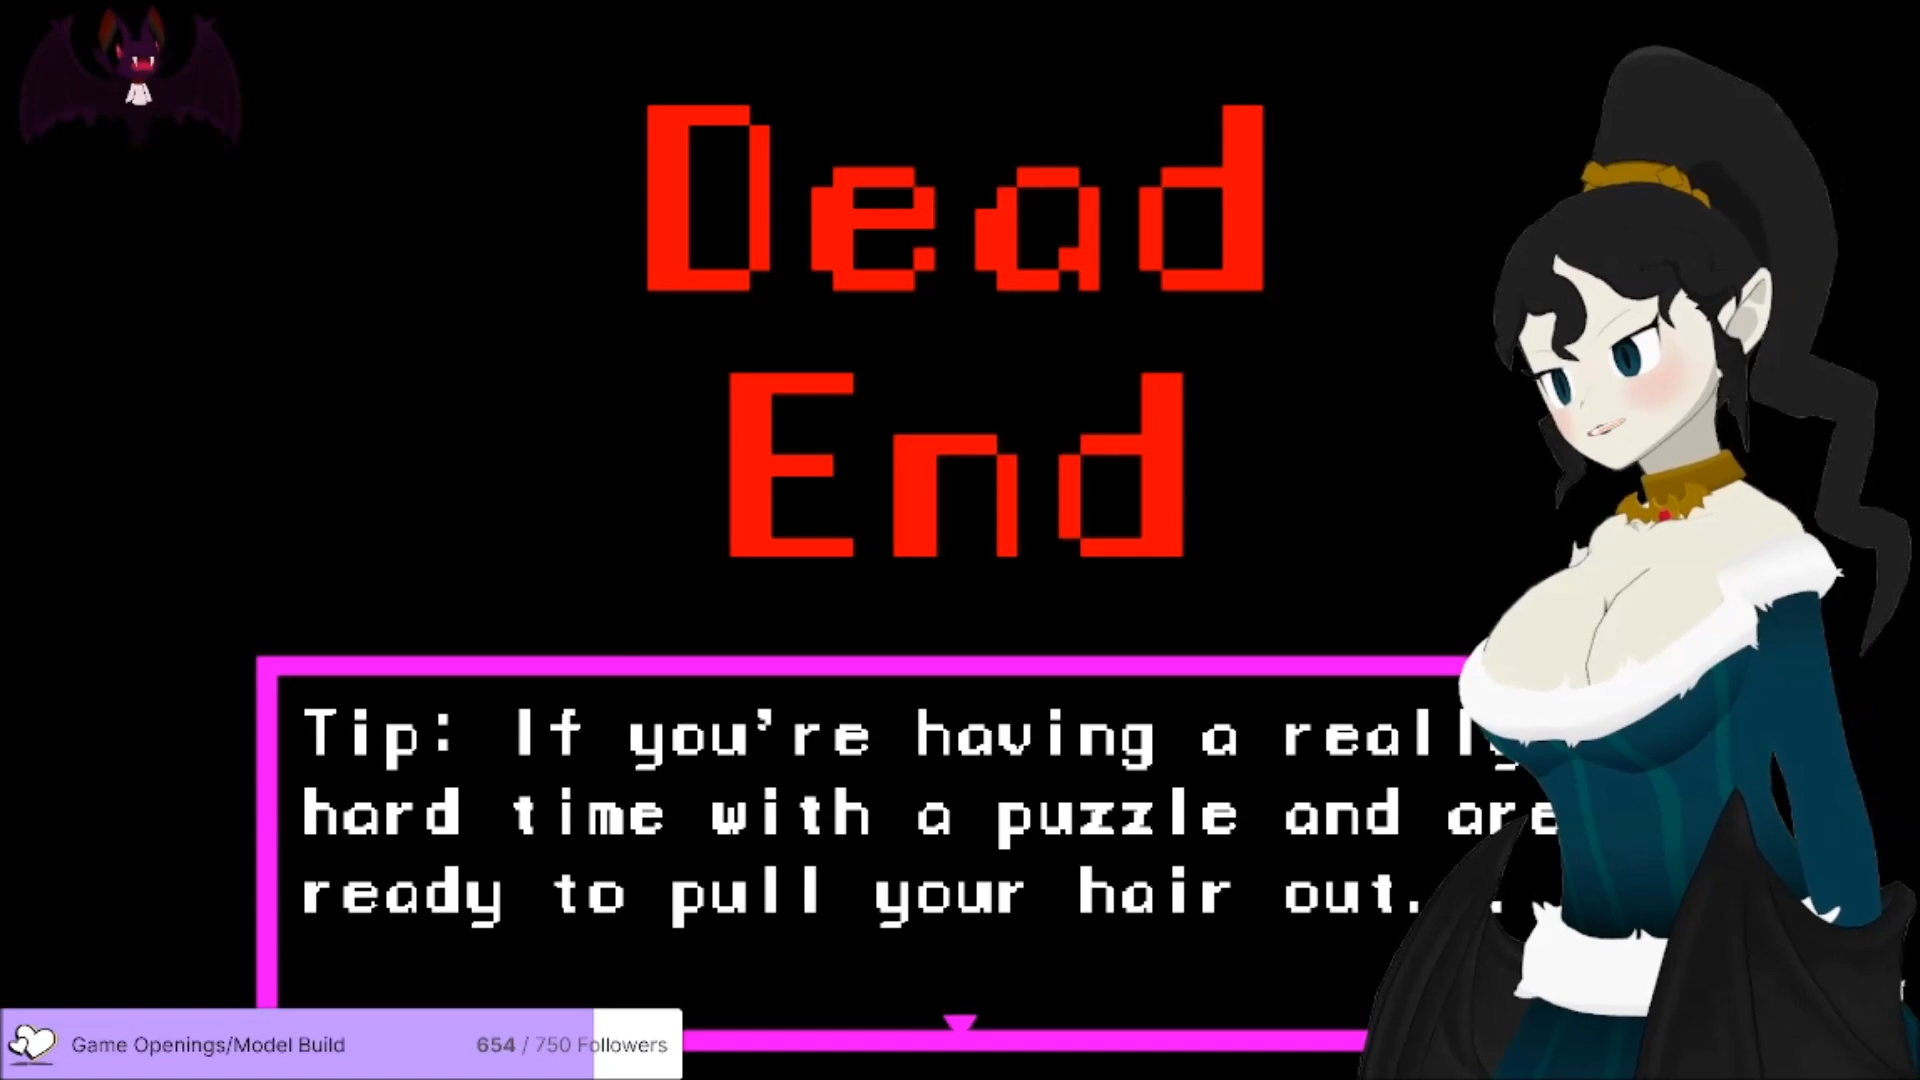 Dead
End
Tip: If you're having a really
hard time with a puzzle and are
ready to pull your hair out...
Game Openings/Model Build 654 / 750 Followers